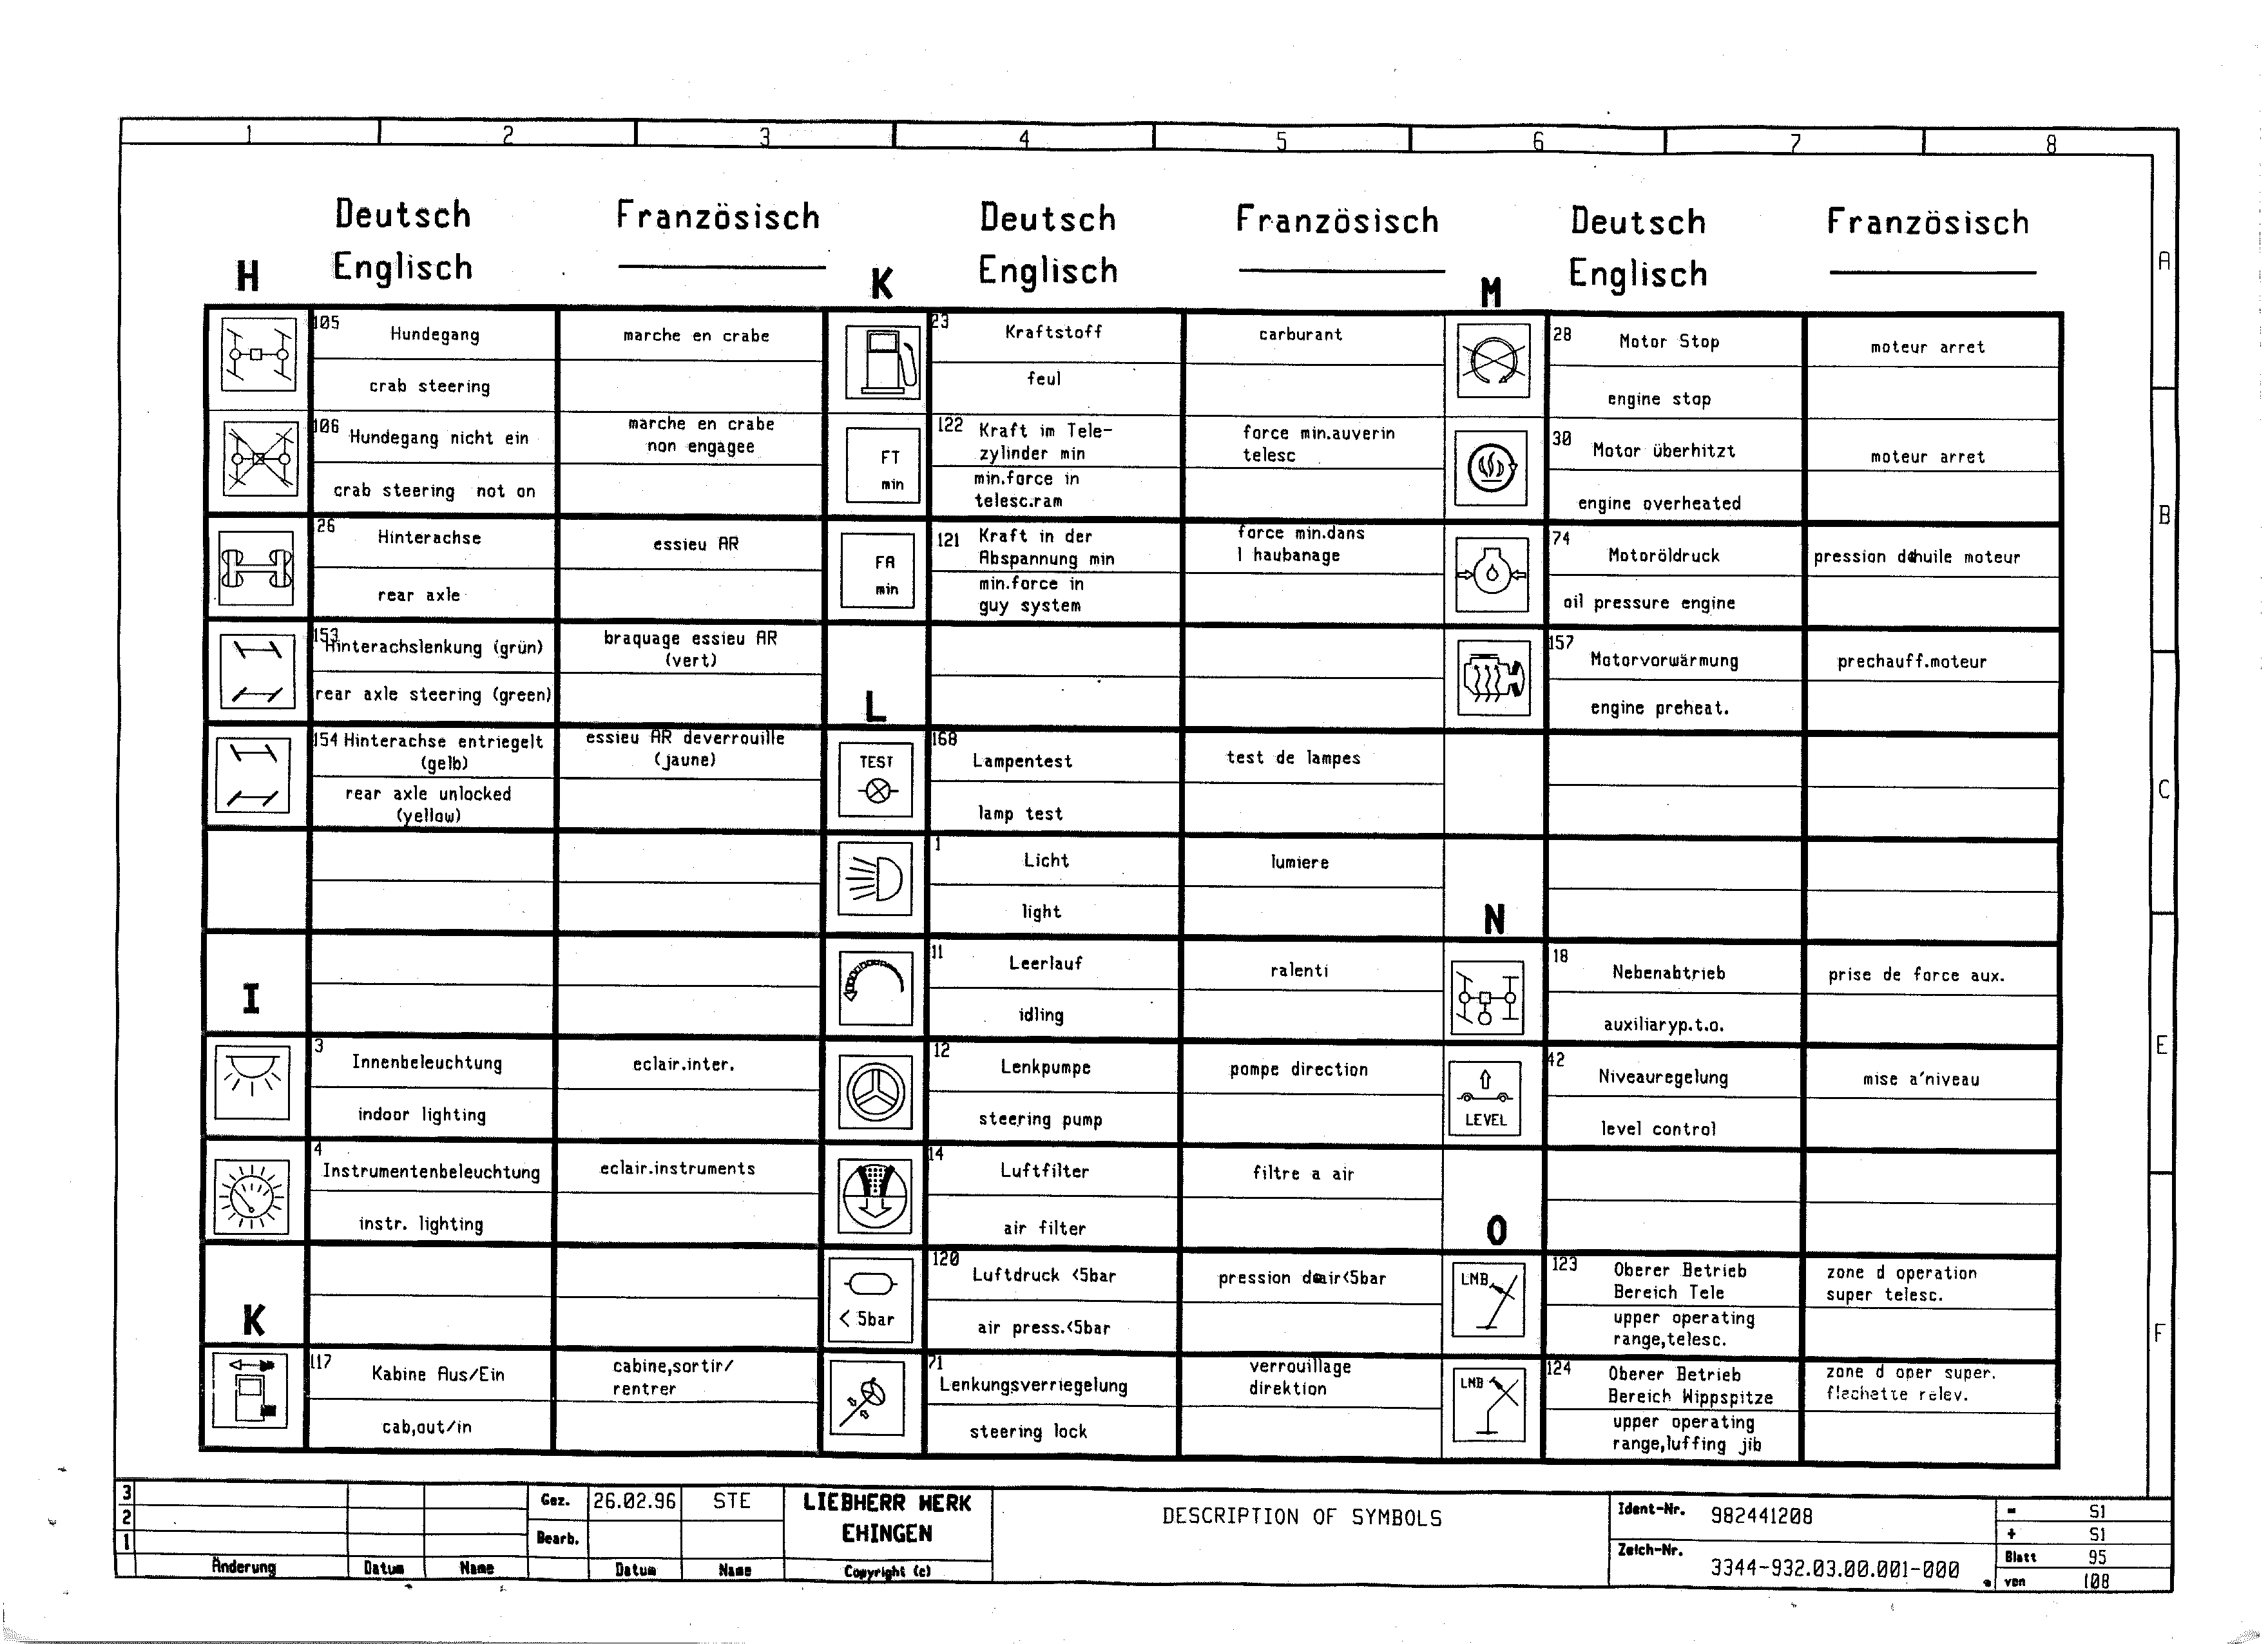 1 2 3 4 5 6 7 8
Deutsch Französisch Deutsch Französisch Deutsch Französisch
Englisch Englisch Englisch
H
105 Hundegang marche en crabe
crab steering
106 Hundegang nicht ein marche en crabe
non engagee
crab steering not on
26 Hinterachse essieu AR
rear axle
153 Hinterachslenkung (grün) braquage essieu AR
(vert)
rear axle steering (green)
154 Hinterachse entriegelt essieu AR deverrouille
(gelb) (jaune)
rear axle unlocked
(yellow)
I
3 Innenbeleuchtung eclair.inter.
indoor lighting
4 Instrumentenbeleuchtung eclair.instruments
instr. lighting
K
117 Kabine Aus/Ein cabine,sortir/
rentrer
cab,out/in
K
23 Kraftstoff carburant
feul
FT
min
122 Kraft im Tele- force min.auverin
zylinder min telesc
min.force in
telesc.ram
FA
min
121 Kraft in der force min.dans
Abspannung min l haubanage
min.force in
guy system
L
TEST
168 Lampentest test de lampes
lamp test
1 Licht lumiere
light
11 Leerlauf ralenti
idling
12 Lenkpumpe pompe direction
steering pump
14 Luftfilter filtre a air
air filter
< 5bar
120 Luftdruck <5bar pression air<5bar
air press.<5bar
71 Lenkungsverriegelung verrouillage
direktion
steering lock
M
28 Motor Stop moteur arret
engine stop
30 Motor überhitzt moteur arret
engine overheated
74 Motoröldruck pression huile moteur
oil pressure engine
157 Motorvorwärmung prechauff.moteur
engine preheat.
N
18 Nebenabtrieb prise de force aux.
auxiliaryp.t.o.
LEVEL
42 Niveauregelung mise a'niveau
level control
O
LMB
123 Oberer Betrieb zone d operation
Bereich Tele super telesc.
upper operating
range,telesc.
LMB
124 Oberer Betrieb zone d oper super.
Bereich Wippspitze flechette relev.
upper operating
range,luffing jib
A
B
C
E
F
3
2
1
Änderung Datum Name
Gez. 26.02.96 STE
Bearb.
Datum Name
LIEBHERR WERK
EHINGEN
Copyright (c)
DESCRIPTION OF SYMBOLS
Ident-Nr. 982441208
Zeich-Nr. 3344-932.03.00.001-000
= S1
+ S1
Blatt 95
von 108